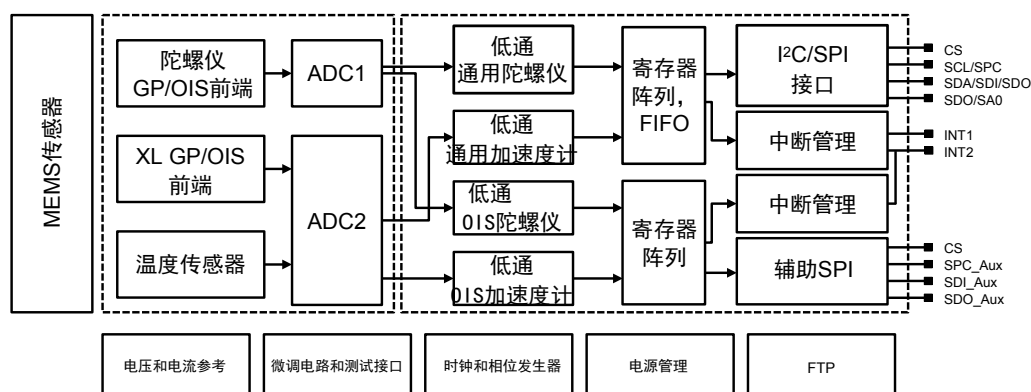 MEMS传感器
陀螺仪
GP/OIS前端
XL GP/OIS
前端
温度传感器
ADC1
ADC2
低通
通用陀螺仪
低通
通用加速度计
低通
OIS陀螺仪
低通
OIS加速度计
寄存器
阵列，
FIFO
寄存器
阵列
I²C/SPI
接口
中断管理
中断管理
辅助SPI
CS
SCL/SPC
SDA/SDI/SDO
SDO/SA0
INT1
INT2
CS
SPC_Aux
SDI_Aux
SDO_Aux
电压和电流参考
微调电路和测试接口
时钟和相位发生器
电源管理
FTP